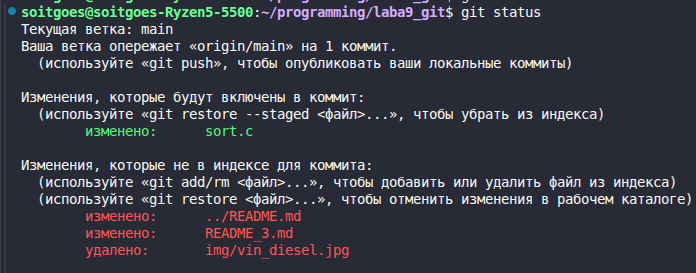 soitgoes@soitgoes-Ryzen5-5500:~/programming/laba9_git$ git status
Текущая ветка: main
Ваша ветка опережает «origin/main» на 1 коммит.
  (используйте «git push», чтобы опубликовать ваши локальные коммиты)

Изменения, которые будут включены в коммит:
  (используйте «git restore --staged <файл>...», чтобы убрать из индекса)
        изменено:      sort.c

Изменения, которые не в индексе для коммита:
  (используйте «git add/rm <файл>...», чтобы добавить или удалить файл из индекса)
  (используйте «git restore <файл>...», чтобы отменить изменения в рабочем каталоге)
        изменено:      ../README.md
        изменено:      README_3.md
        удалено:       img/vin_diesel.jpg